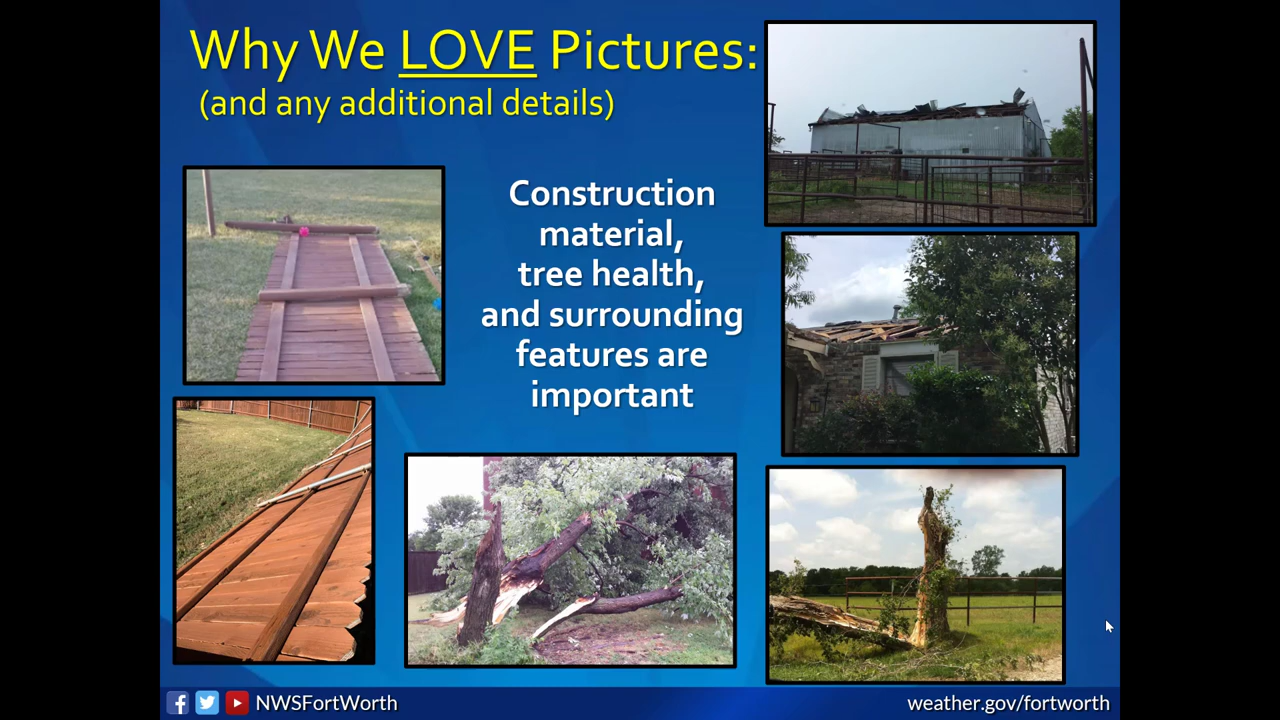 Why We LOVE Pictures:
(and any additional details)
Construction
material,
tree health,
and surrounding
features are
important
NWSFortWorth
weather.gov/fortworth